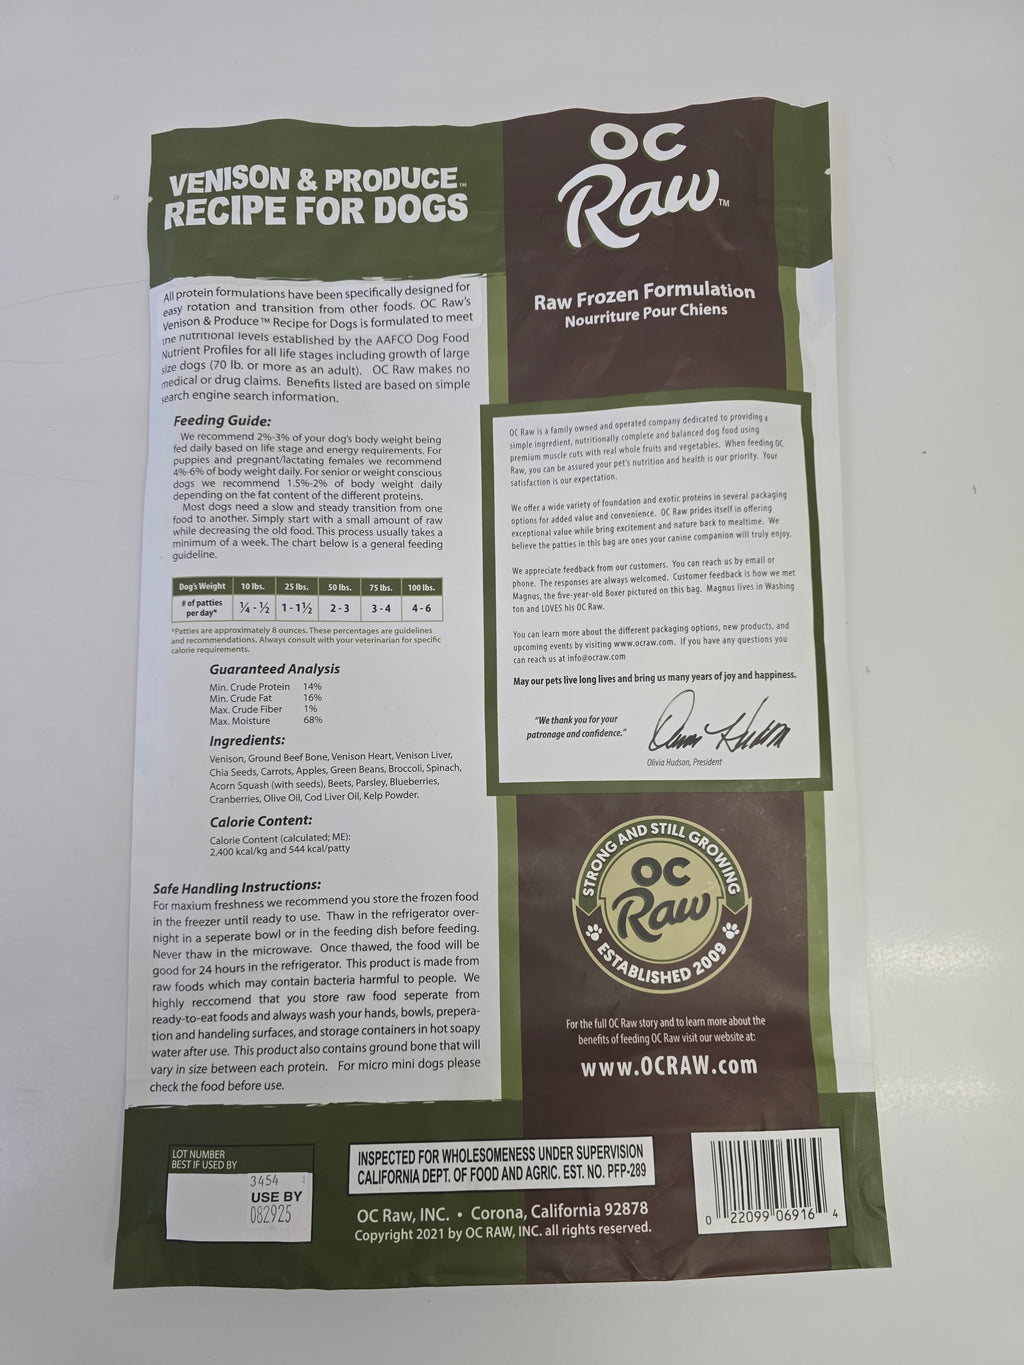 VENISON & PRODUCE™
RECIPE FOR DOGS
All protein formulations have been specifically designed for
easy rotation and transition from other foods. OC Raw's
Venison & Produce™ Recipe for Dogs is formulated to meet
the nutritional levels established by the AAFCO Dog Food
Nutrient Profiles for all life stages including growth of large
size dogs (70 lb. or more as an adult). OC Raw makes no
medical or drug claims. Benefits listed are based on simple
search engine search information.
Feeding Guide:
We recommend 2%-3% of your dog's body weight being
fed daily based on life stage and energy requirements. For
puppies and pregnant/lactating females we recommend
4%-6% of body weight daily. For senior or weight conscious
dogs we recommend 1.5%-2% of body weight daily
depending on the fat content of the different proteins.
Most dogs need a slow and steady transition from one
food to another. Simply start with a small amount of raw
while decreasing the old food. This process usually takes a
minimum of a week. The chart below is a general feeding
guideline.
Dog's Weight 10 lbs. 25 lbs. 50 lbs. 75 lbs. 100 lbs.
# of patties
per day* ¼ - ½ 1 - 1½ 2 - 3 3 - 4 4 - 6
*Patties are approximately 8 ounces. These percentages are guidelines
and recommendations. Always consult with your veterinarian for specific
calorie requirements.
Guaranteed Analysis
Min. Crude Protein 14%
Min. Crude Fat 16%
Max. Crude Fiber 1%
Max. Moisture 68%
Ingredients:
Venison, Ground Beef Bone, Venison Heart, Venison Liver,
Chia Seeds, Carrots, Apples, Green Beans, Broccoli, Spinach,
Acorn Squash (with seeds), Beets, Parsley, Blueberries,
Cranberries, Olive Oil, Cod Liver Oil, Kelp Powder.
Calorie Content:
Calorie Content (calculated; ME):
2,400 kcal/kg and 544 kcal/patty
Safe Handling Instructions:
For maxium freshness we recommend you store the frozen food
in the freezer until ready to use. Thaw in the refrigerator over-
night in a seperate bowl or in the feeding dish before feeding.
Never thaw in the microwave. Once thawed, the food will be
good for 24 hours in the refrigerator. This product is made from
raw foods which may contain bacteria harmful to people. We
highly reccomend that you store raw food seperate from
ready-to-eat foods and always wash your hands, bowls, prepera-
tion and handeling surfaces, and storage containers in hot soapy
water after use. This product also contains ground bone that will
vary in size between each protein. For micro mini dogs please
check the food before use.
LOT NUMBER
BEST IF USED BY
3454 1
USE BY
082925
OC
Raw™
Raw Frozen Formulation
Nourriture Pour Chiens
OC Raw is a family owned and operated company dedicated to providing a
simple ingredient, nutritionally complete and balanced dog food using
premium muscle cuts with real whole fruits and vegetables. When feeding OC
Raw, you can be assured your pet's nutrition and health is our priority. Your
satisfaction is our expectation.
We offer a wide variety of foundation and exotic proteins in several packaging
options for added value and convenience. OC Raw prides itself in offering
exceptional value while bring excitement and nature back to mealtime. We
believe the patties in this bag are ones your canine companion will truly enjoy.
We appreciate feedback from our customers. You can reach us by email or
phone. The responses are always welcomed. Customer feedback is how we met
Magnus, the five-year-old Boxer pictured on this bag. Magnus lives in Washing
ton and LOVES his OC Raw.
You can learn more about the different packaging options, new products, and
upcoming events by visiting www.ocraw.com. If you have any questions you
can reach us at info@ocraw.com
May our pets live long lives and bring us many years of joy and happiness.
"We thank you for your
patronage and confidence."
Olivia Hudson, President
STRONG AND STILL GROWING
OC
Raw
ESTABLISHED 2009
For the full OC Raw story and to learn more about the
benefits of feeding OC Raw visit our website at:
www.OCRAW.com
INSPECTED FOR WHOLESOMENESS UNDER SUPERVISION
CALIFORNIA DEPT. OF FOOD AND AGRIC. EST. NO. PFP-289
OC Raw, INC. • Corona, California 92878
Copyright 2021 by OC RAW, INC. all rights reserved.
0 22099 06916 4